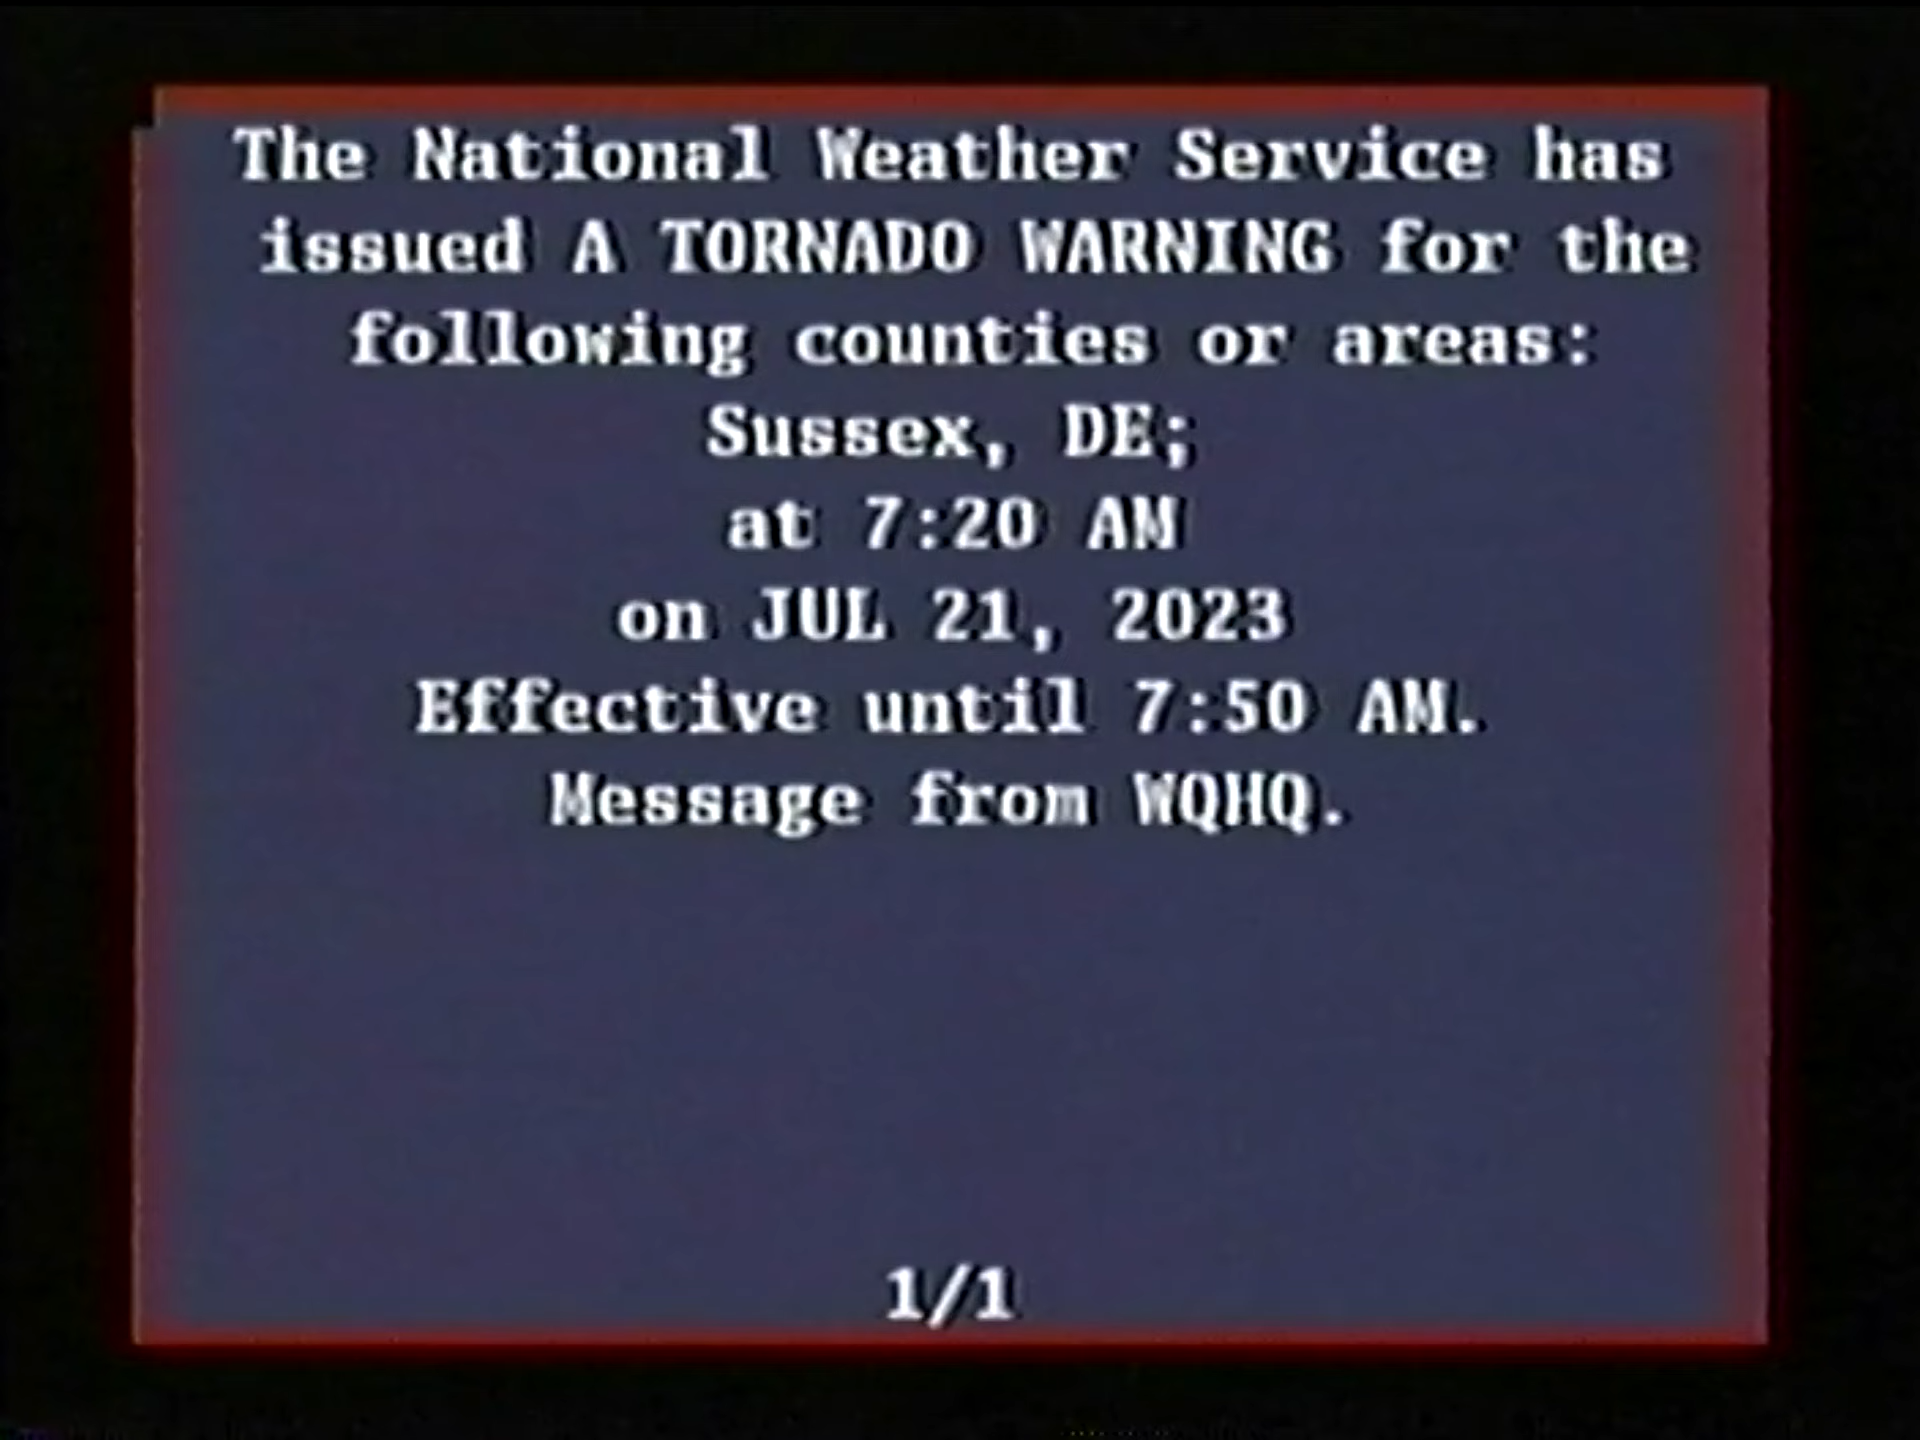 The National Weather Service has
issued A TORNADO WARNING for the
following counties or areas:
Sussex, DE;
at 7:20 AM
on JUL 21, 2023
Effective until 7:50 AM.
Message from WQHQ.
1/1